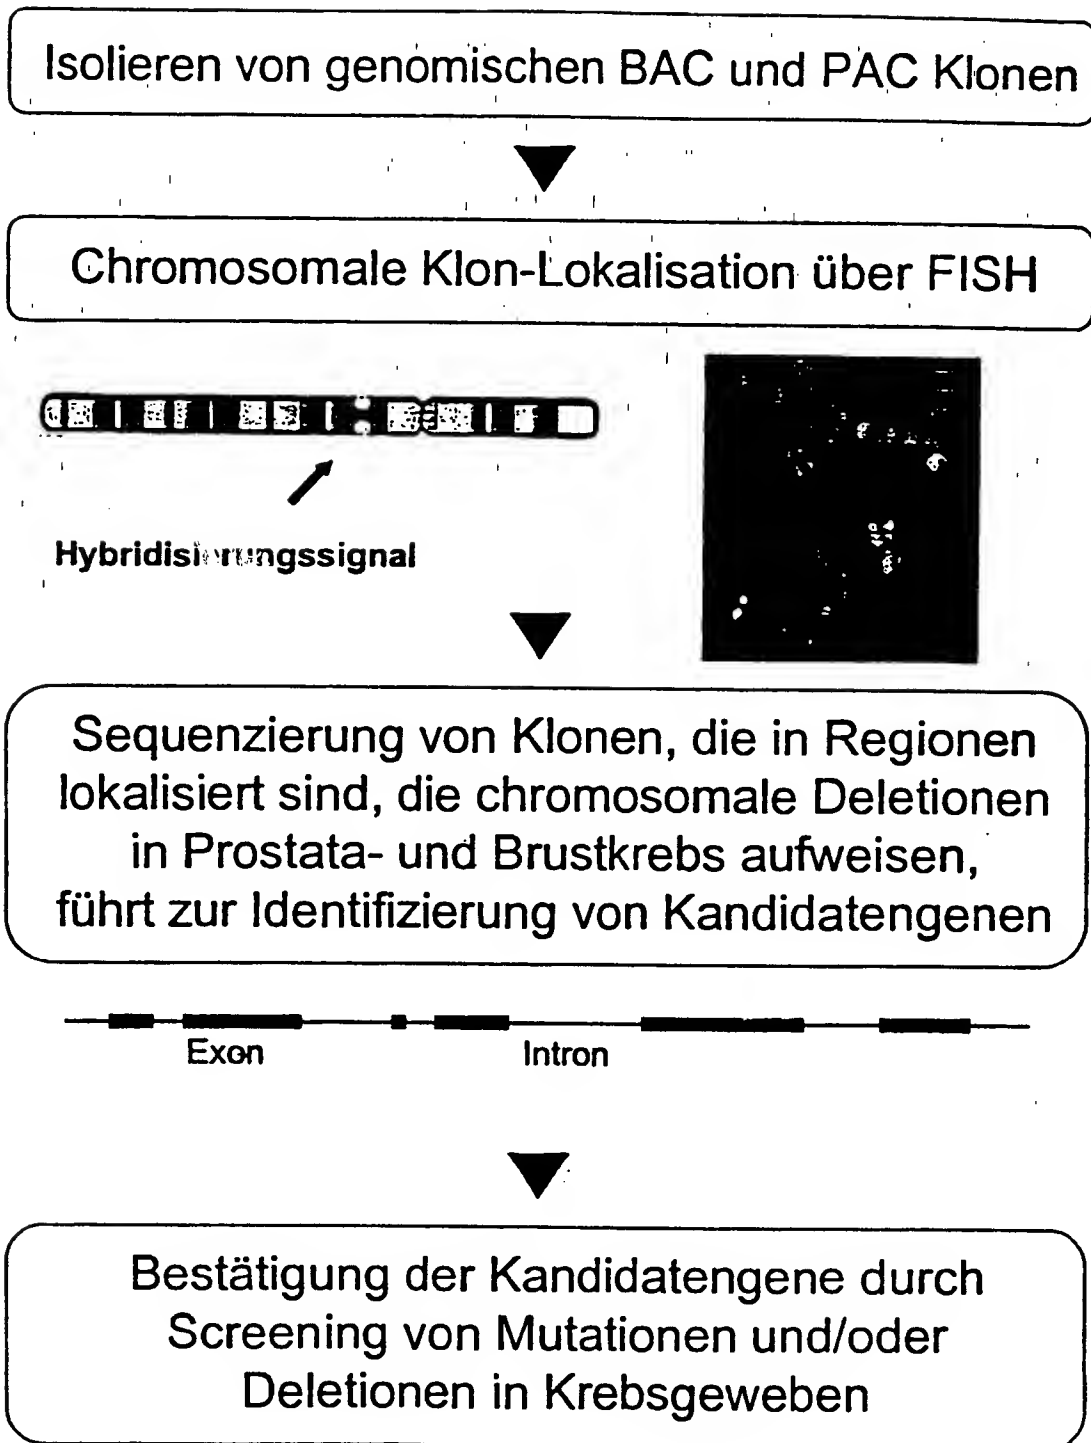 Isolieren von genomischen BAC und PAC Klonen
Chromosomale Klon-Lokalisation über FISH
Hybridisierungssignal
Sequenzierung von Klonen, die in Regionen
lokalisiert sind, die chromosomale Deletionen
in Prostata- und Brustkrebs aufweisen,
führt zur Identifizierung von Kandidatengenen
Exon Intron
Bestätigung der Kandidatengene durch
Screening von Mutationen und/oder
Deletionen in Krebsgeweben